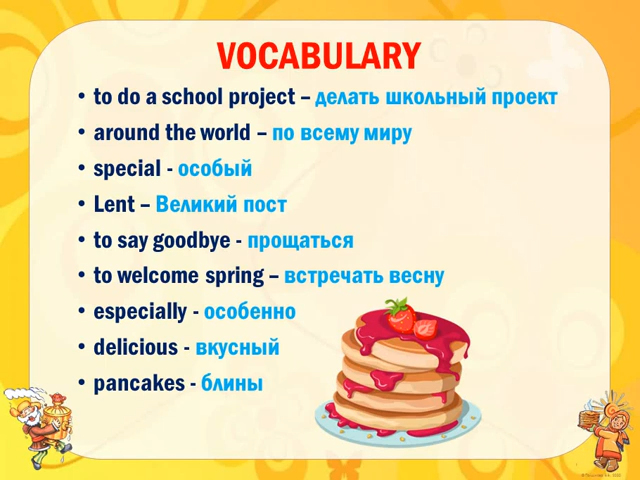 VOCABULARY
• to do a school project – делать школьный проект
• around the world – по всему миру
• special - особый
• Lent – Великий пост
• to say goodbye - прощаться
• to welcome spring – встречать весну
• especially - особенно
• delicious - вкусный
• pancakes - блины